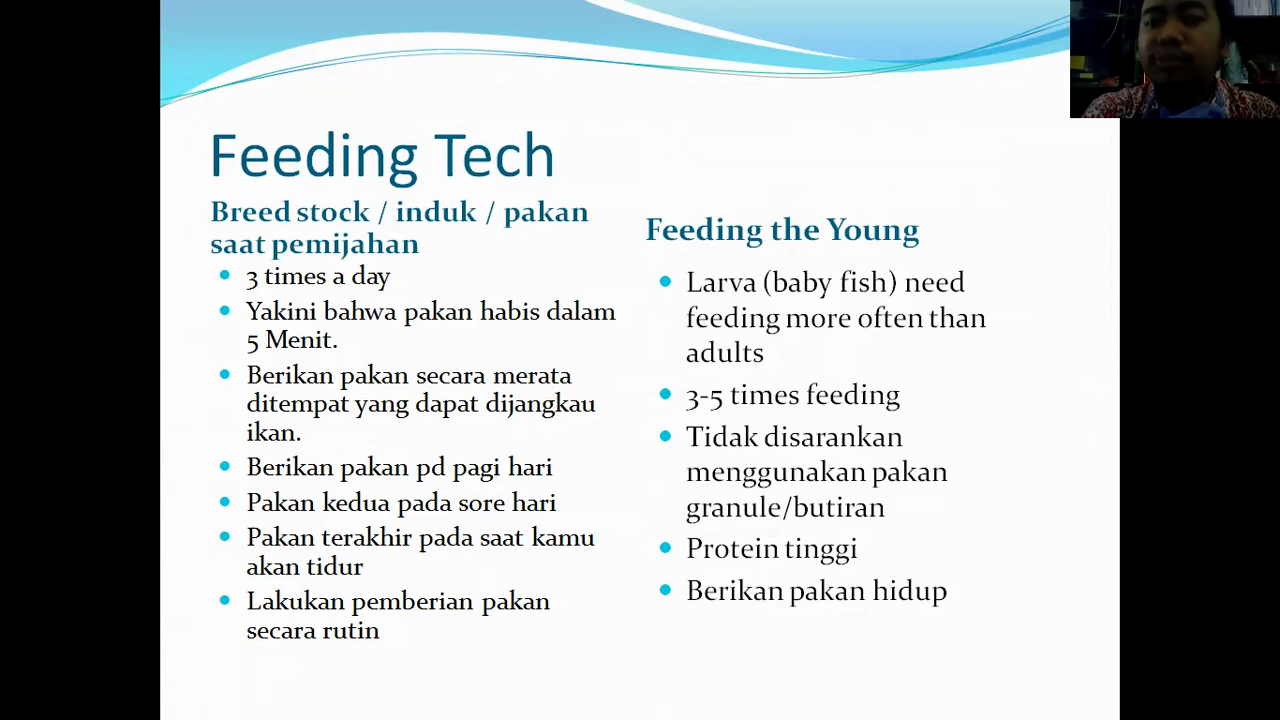 Feeding Tech
Breed stock / induk / pakan
saat pemijahan
3 times a day
Yakini bahwa pakan habis dalam
5 Menit.
Berikan pakan secara merata
ditempat yang dapat dijangkau
ikan.
Berikan pakan pd pagi hari
Pakan kedua pada sore hari
Pakan terakhir pada saat kamu
akan tidur
Lakukan pemberian pakan
secara rutin
Feeding the Young
Larva (baby fish) need
feeding more often than
adults
3-5 times feeding
Tidak disarankan
menggunakan pakan
granule/butiran
Protein tinggi
Berikan pakan hidup